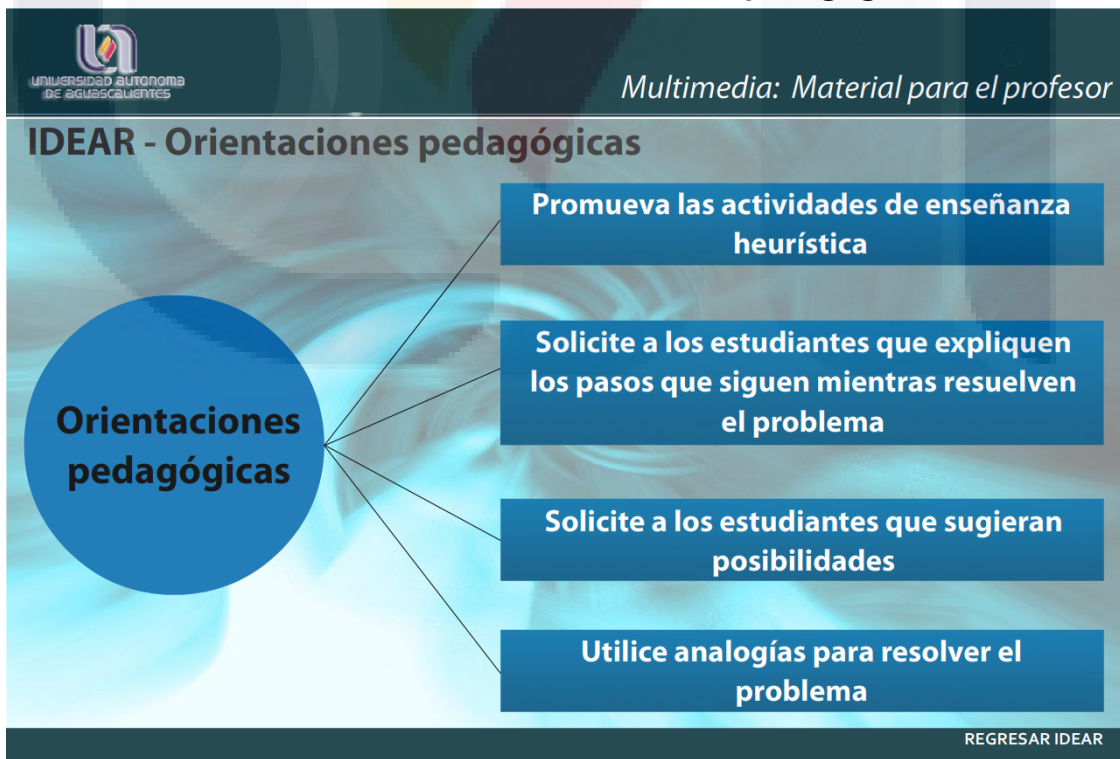 UNIVERSIDAD AUTONOMA
DE AGUASCALIENTES
Multimedia: Material para el profesor
IDEAR - Orientaciones pedagógicas
Orientaciones
pedagógicas
Promueva las actividades de enseñanza
heurística
Solicite a los estudiantes que expliquen
los pasos que siguen mientras resuelven
el problema
Solicite a los estudiantes que sugieran
posibilidades
Utilice analogías para resolver el
problema
REGRESAR IDEAR